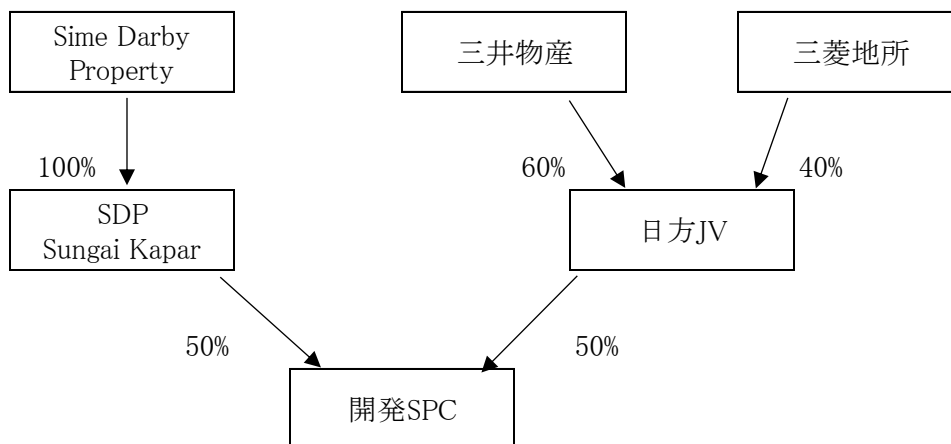 Sime Darby
Property
三井物産
三菱地所
100%
60%
40%
SDP
Sungai Kapar
日方JV
50%
50%
開発SPC